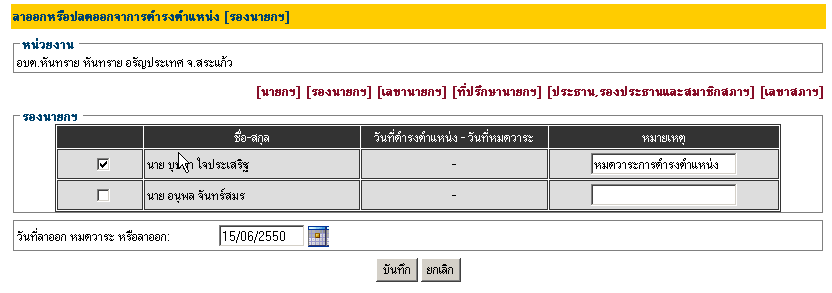 ลาออกหรือปลดออกจาการดำรงตำแหน่ง [รองนายกฯ]
หน่วยงาน
อบต.หันทราย หันทราย อรัญประเทศ จ.สระแก้ว
[นายกฯ] [รองนายกฯ] [เลขานายกฯ] [ที่ปรึกษานายกฯ] [ประธาน,รองประธานและสมาชิกสภาฯ] [เลขาสภาฯ]
รองนายกฯ
ชื่อ-สกุล วันที่ดำรงตำแหน่ง - วันที่หมดวาระ หมายเหตุ
นาย ใจประเสริฐ - หมดวาระการดำรงตำแหน่ง
นาย อนุพล จันทร์สมร -
วันที่ลาออก หมดวาระ หรือลาออก: 15/06/2550
บันทึก ยกเลิก